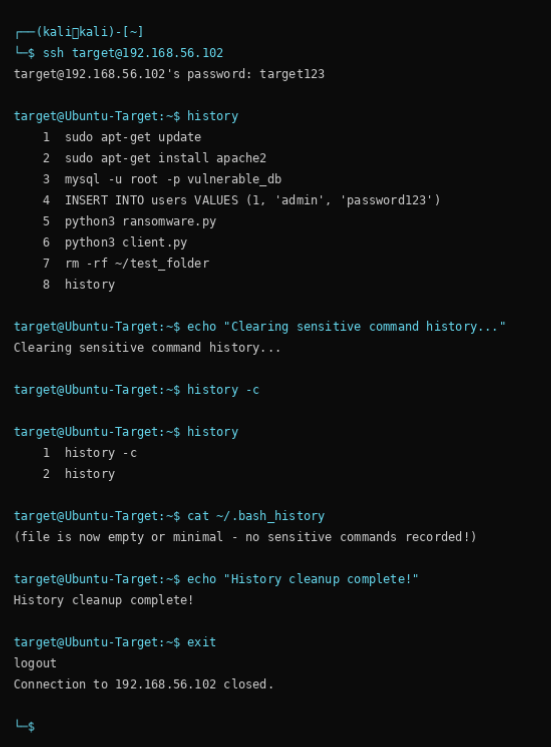 ┌──(kali㉿kali)-[~]
└─$ ssh target@192.168.56.102
target@192.168.56.102's password: target123
target@Ubuntu-Target:~$ history
1 sudo apt-get update
2 sudo apt-get install apache2
3 mysql -u root -p vulnerable_db
4 INSERT INTO users VALUES (1, 'admin', 'password123')
5 python3 ransomware.py
6 python3 client.py
7 rm -rf ~/test_folder
8 history
target@Ubuntu-Target:~$ echo "Clearing sensitive command history..."
Clearing sensitive command history...
target@Ubuntu-Target:~$ history -c
target@Ubuntu-Target:~$ history
1 history -c
2 history
target@Ubuntu-Target:~$ cat ~/.bash_history
(file is now empty or minimal - no sensitive commands recorded!)
target@Ubuntu-Target:~$ echo "History cleanup complete!"
History cleanup complete!
target@Ubuntu-Target:~$ exit
logout
Connection to 192.168.56.102 closed.
└─$